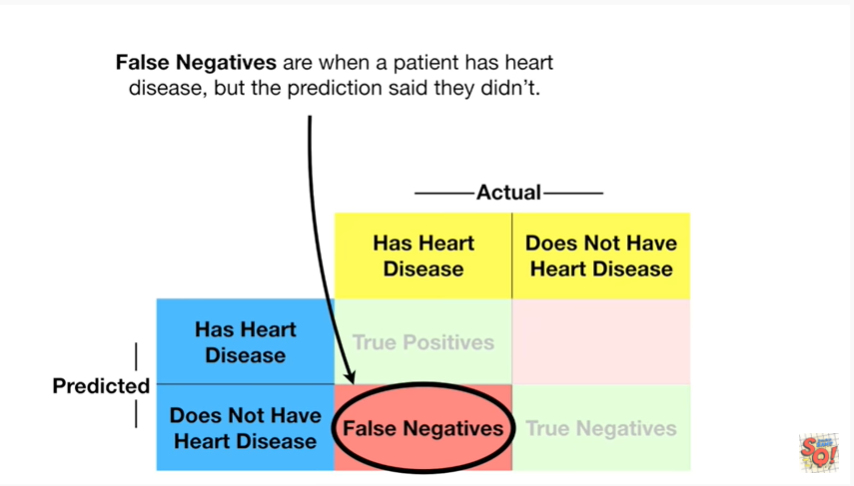 False Negatives are when a patient has heart
disease, but the prediction said they didn't.
Actual
Has Heart
Disease
Does Not Have
Heart Disease
Predicted
Has Heart
Disease
True Positives
Does Not Have
Heart Disease
False Negatives
True Negatives
SQ!